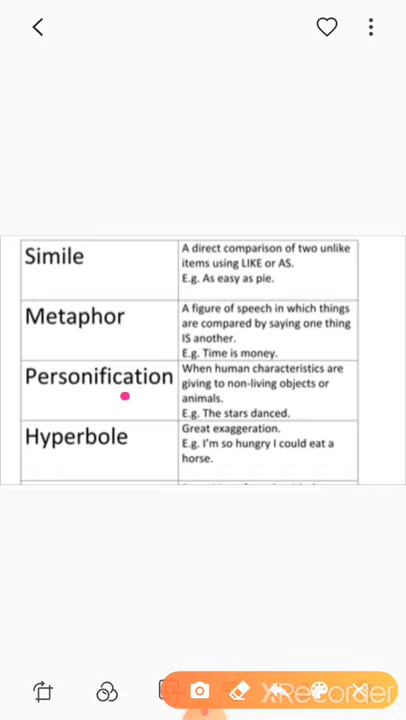 Simile
A direct comparison of two unlike
items using LIKE or AS.
E.g. As easy as pie.
Metaphor
A figure of speech in which things
are compared by saying one thing
IS another.
E.g. Time is money.
Personification
When human characteristics are
giving to non-living objects or
animals.
E.g. The stars danced.
Hyperbole
Great exaggeration.
E.g. I'm so hungry I could eat a
horse.
XRecorder